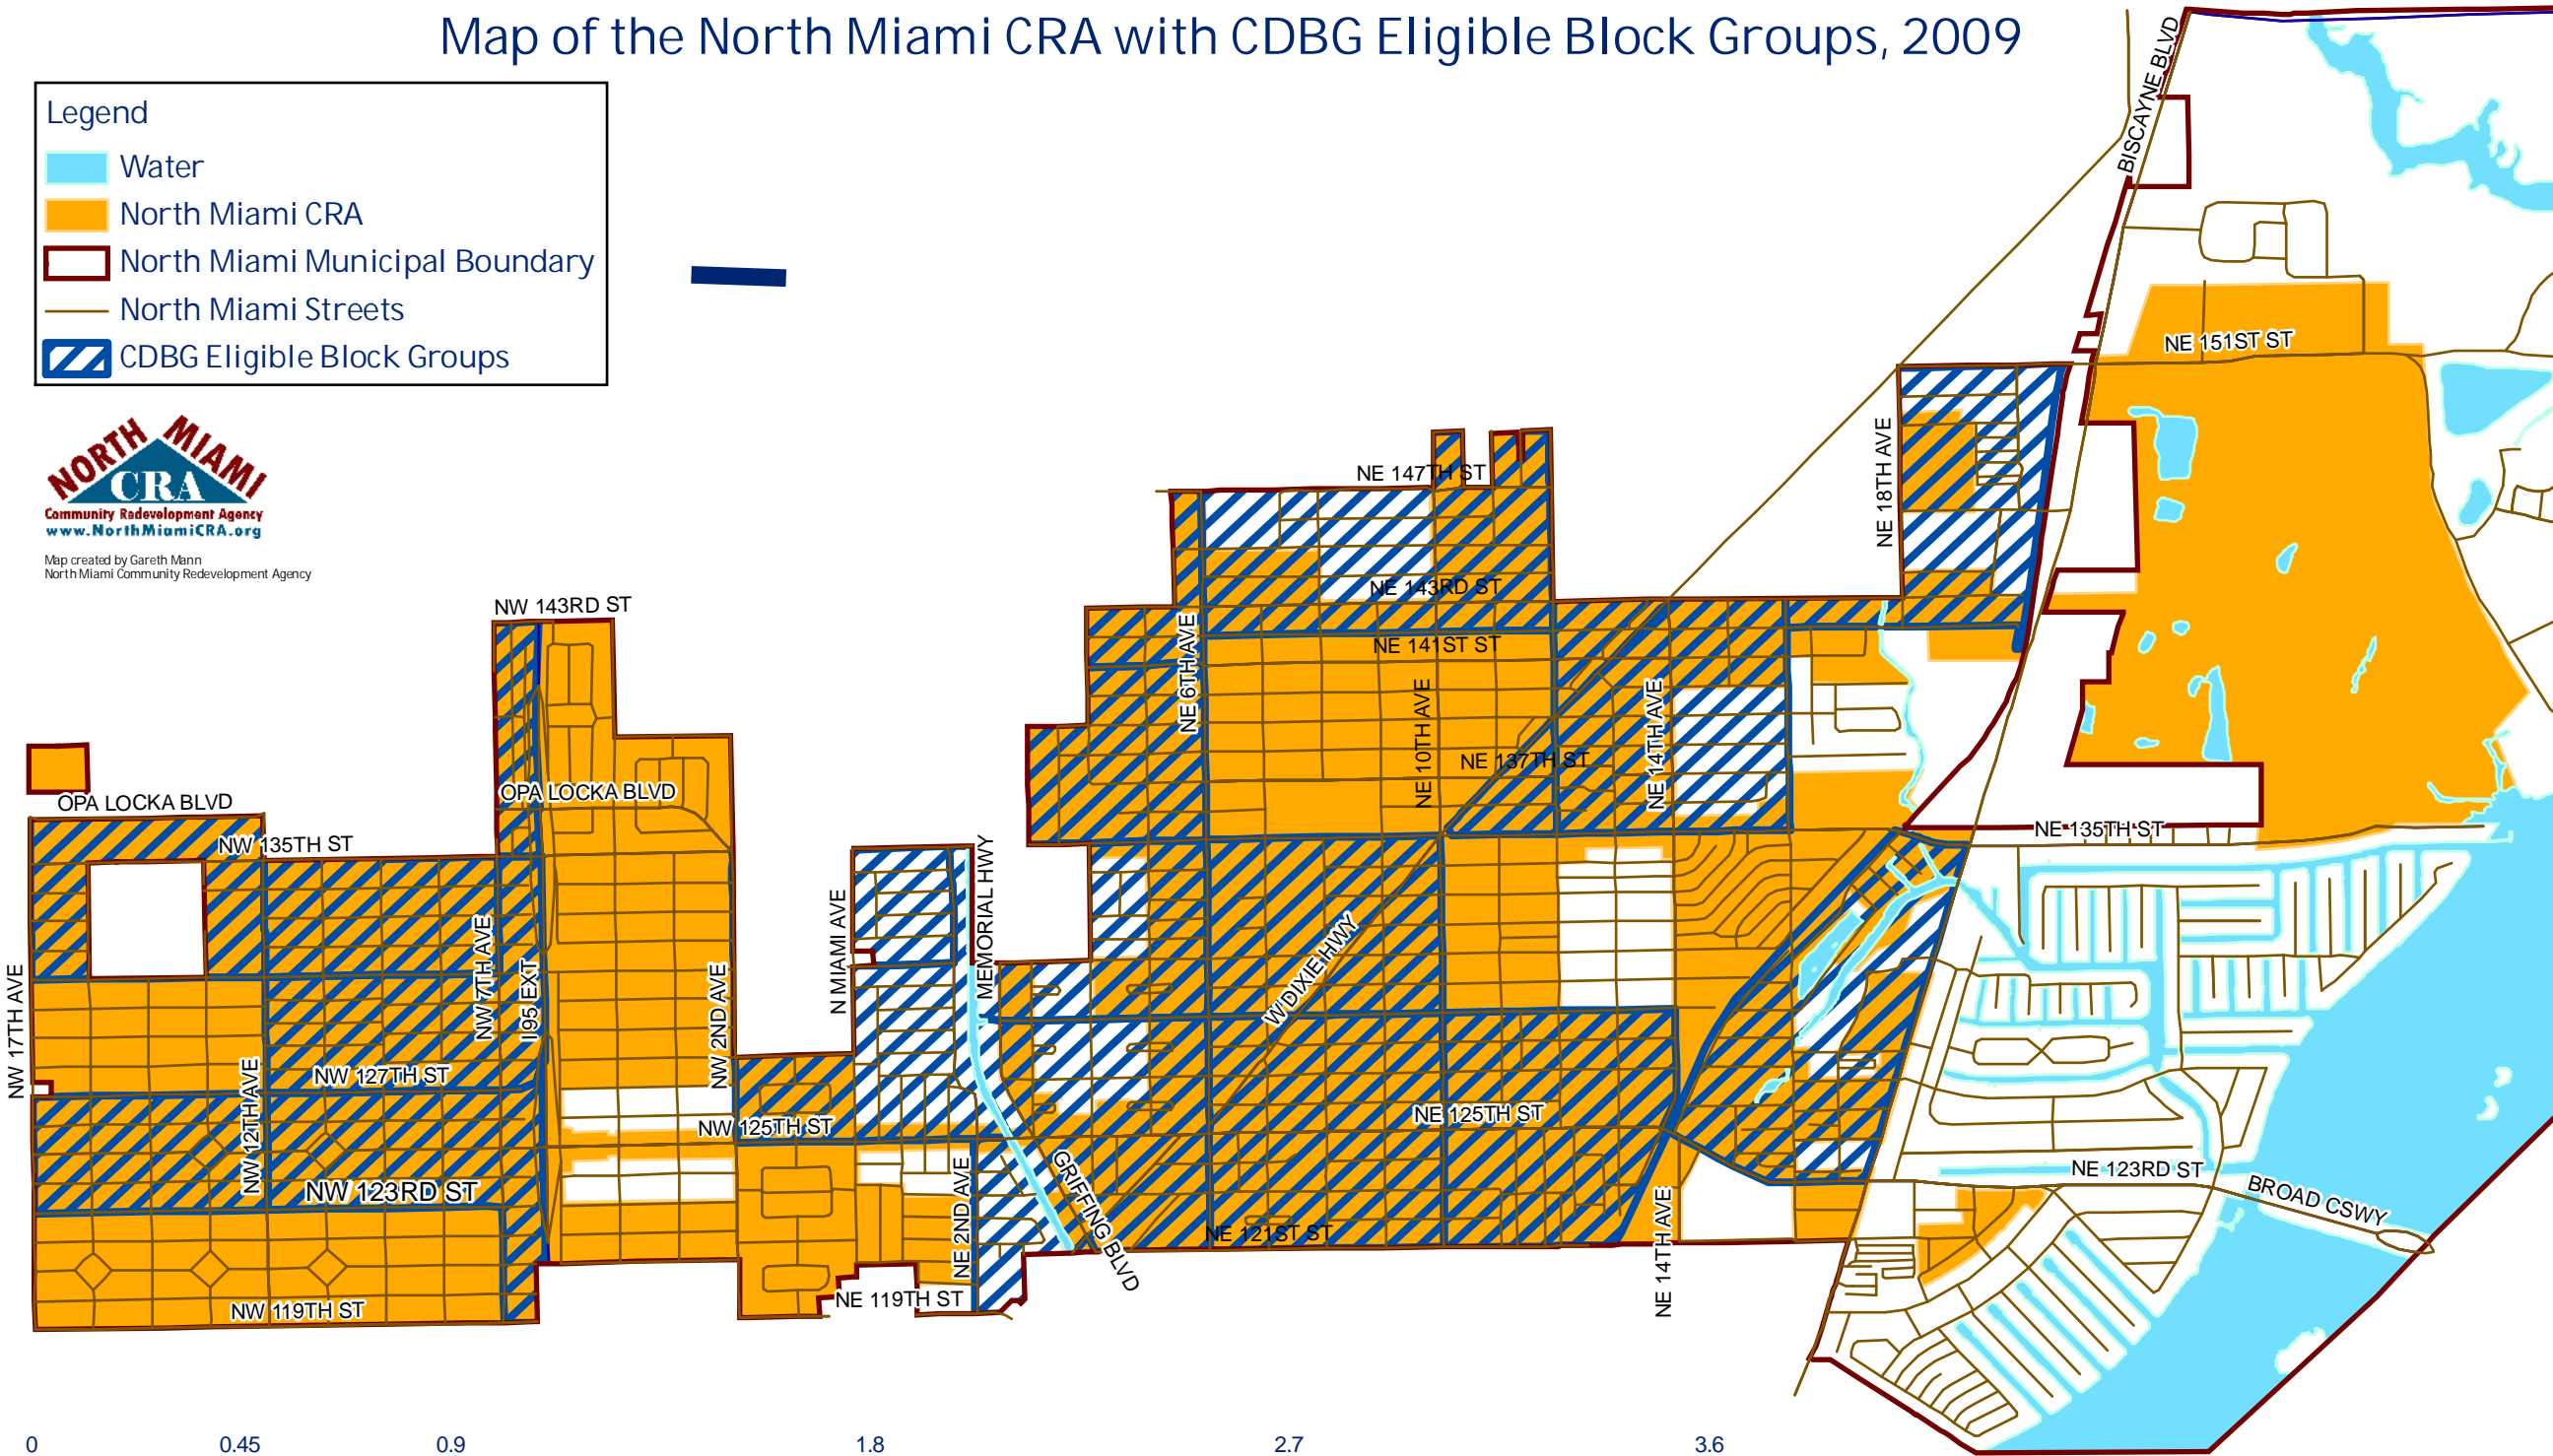 Map of the North Miami CRA with CDBG Eligible Block Groups, 2009
Legend
Water
North Miami CRA
North Miami Municipal Boundary
North Miami Streets
CDBG Eligible Block Groups
NORTH MIAMI
CRA
Community Redevelopment Agency
www.NorthMiamiCRA.org
Map created by Gareth Mann
North Miami Community Redevelopment Agency
BISCAYNE BLVD
NE 151ST ST
NE 18TH AVE
NE 147TH ST
NE 143RD ST
NW 143RD ST
NE 141ST ST
NE 6TH AVE
NE 10TH AVE
NE 14TH AVE
NE 137TH ST
OPA LOCKA BLVD
OPA LOCKA BLVD
NW 135TH ST
NE 135TH ST
NW 17TH AVE
NW 12TH AVE
NW 7TH AVE
I95 EXT
NW 2ND AVE
N MIAMI AVE
MEMORIAL HWY
W DIXIE HWY
NW 127TH ST
NW 125TH ST
NE 125TH ST
NW 123RD ST
NE 123RD ST
BROAD CSWY
NE 2ND AVE
GRIFFING BLVD
NE 121ST ST
NE 14TH AVE
NW 119TH ST
NE 119TH ST
0 0.45 0.9 1.8 2.7 3.6